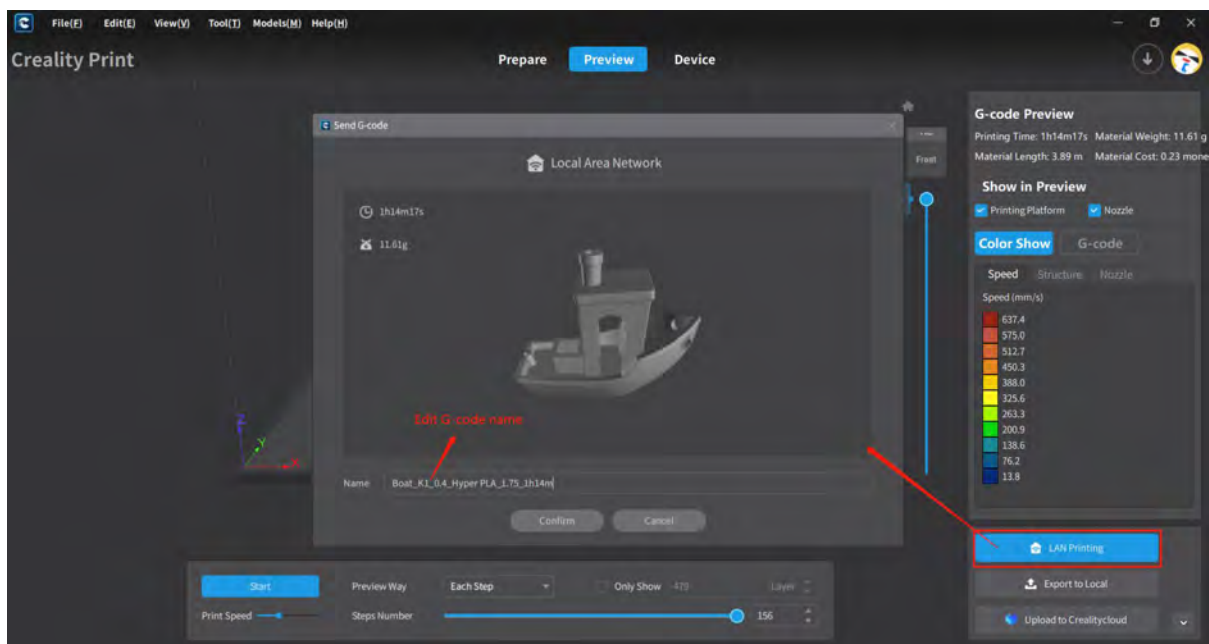 File(F) Edit(E) View(V) Tool(T) Models(M) Help(H)
Creality Print
Prepare Preview Device
Send G-code
Local Area Network
1h14m17s
11.61g
Edit G-code name
Name Boat_K1_0.4_Hyper PLA_1.75_1h14m
Confirm Cancel
Front
Z
Y
X
G-code Preview
Printing Time: 1h14m17s Material Weight: 11.61 g
Material Length: 3.89 m Material Cost: 0.23 mone
Show in Preview
Printing Platform Nozzle
Color Show G-code
Speed Structure Nozzle
Speed (mm/s)
637.4
575.0
512.7
450.3
388.0
325.6
263.3
200.9
138.6
76.2
13.8
LAN Printing
Export to Local
Upload to Crealitycloud
Start Preview Way Each Step Only Show 479 Layer
Print Speed Steps Number 156